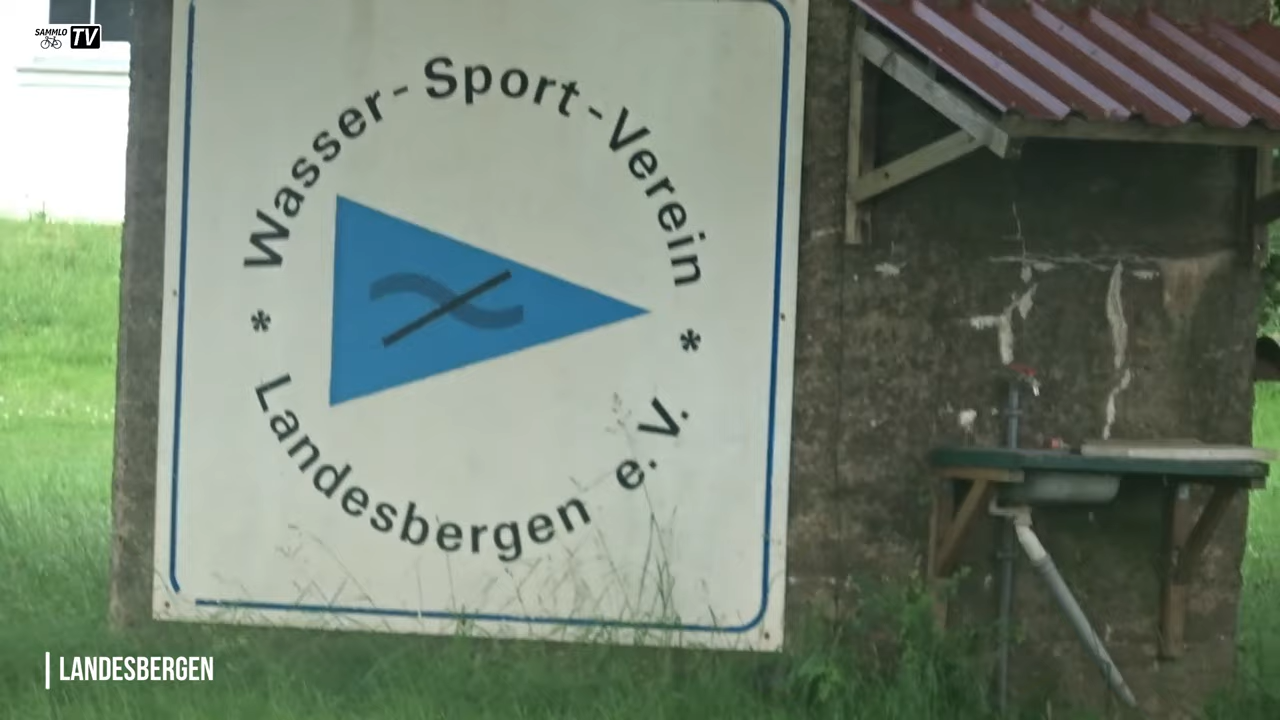 SAMMLO TV
Wasser-Sport-Verein
* *
Landesbergen e.V.
LANDESBERGEN